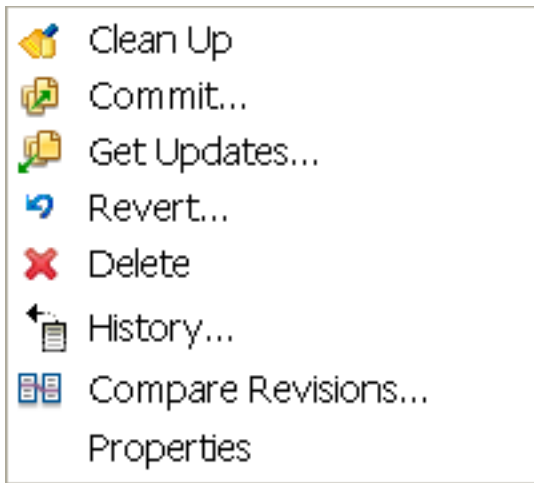 Clean Up
Commit...
Get Updates...
Revert...
Delete
History...
Compare Revisions...
Properties